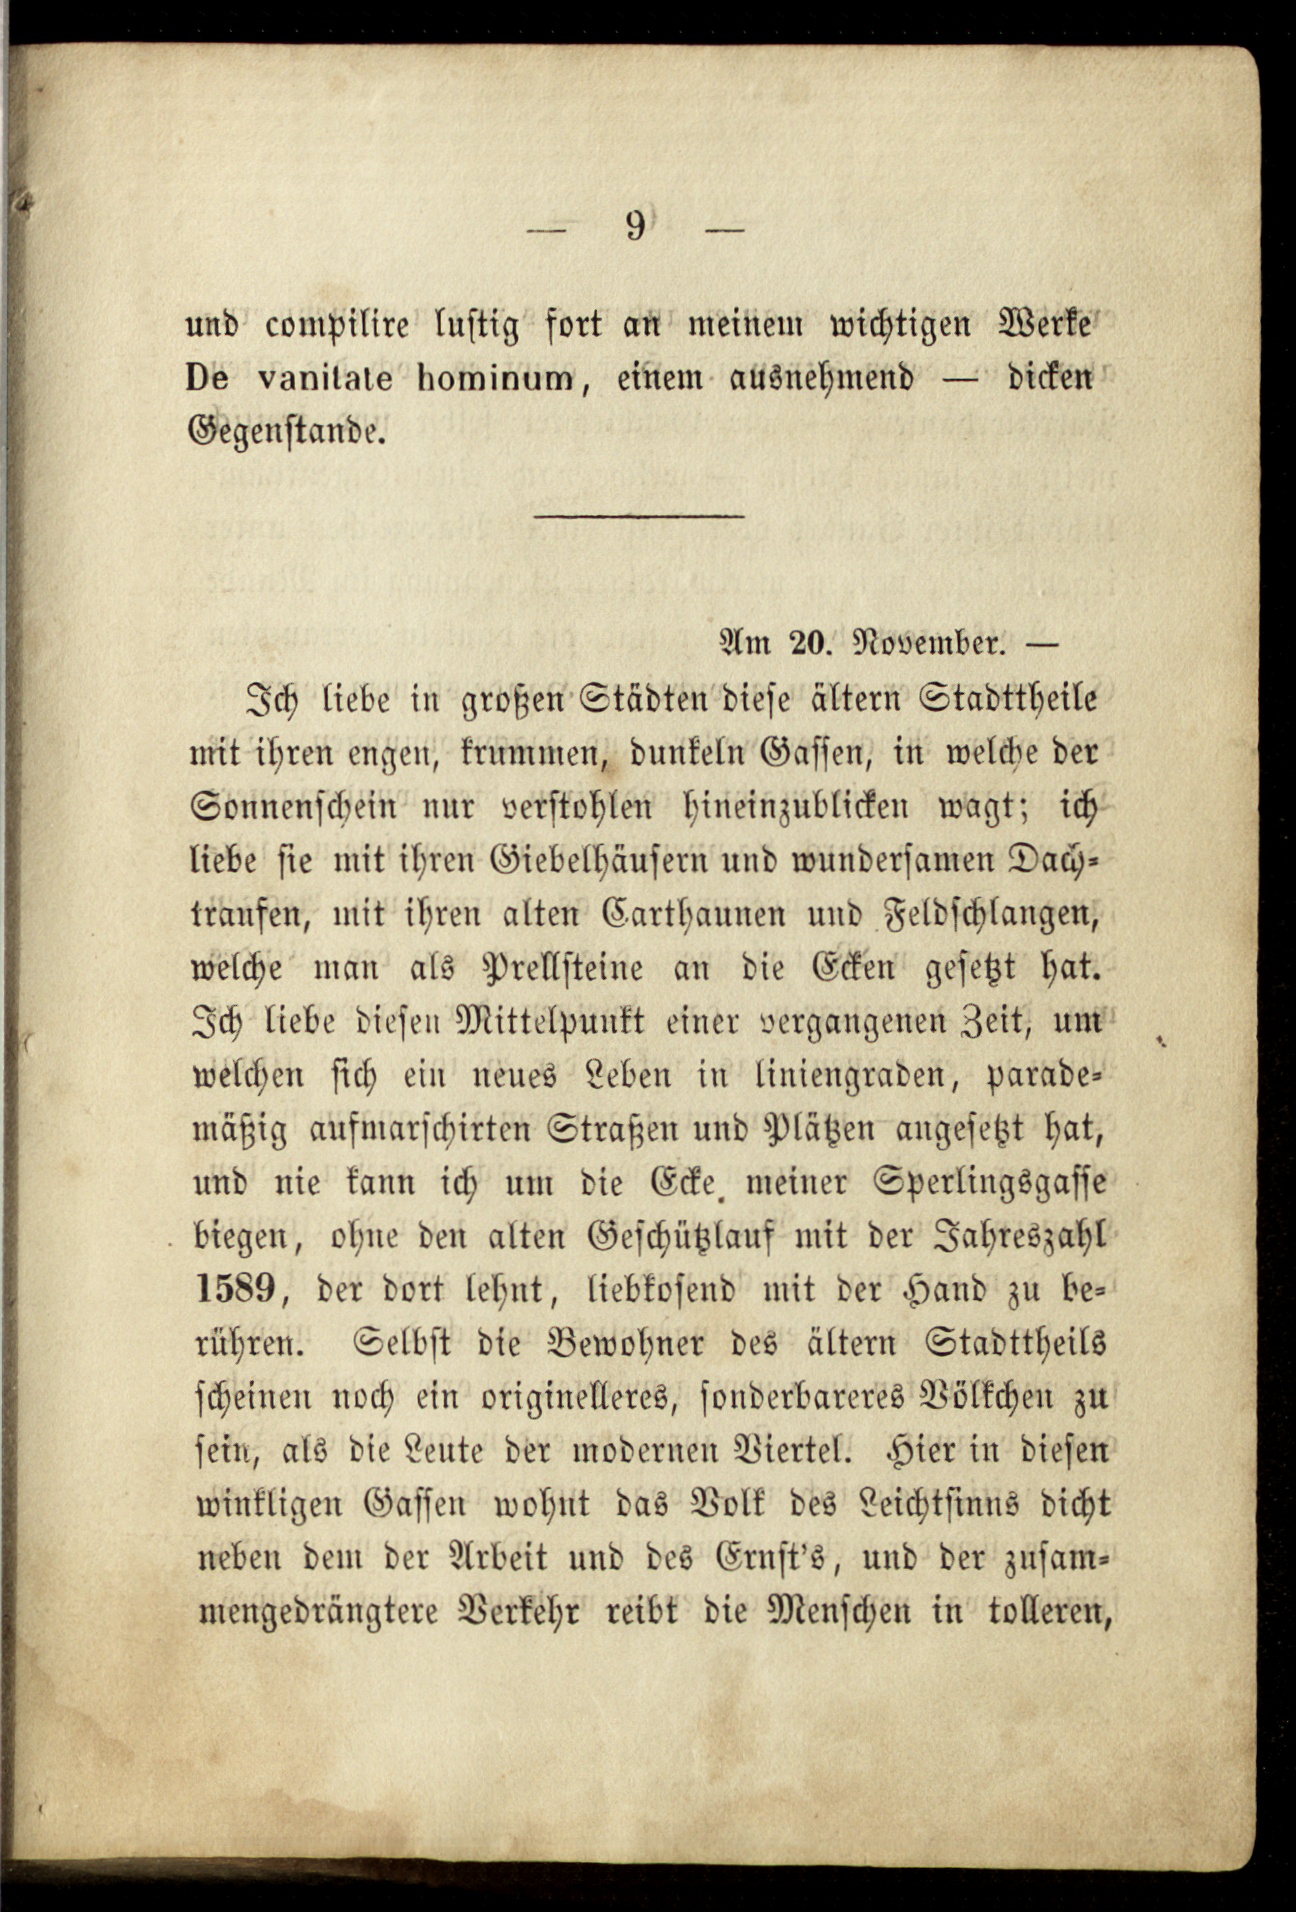 — 9 —
und compilire lustig fort an meinem wichtigen Werke
De vanitate hominum, einem ausnehmend — dicken
Gegenstande.
Am 20. November. —
Ich liebe in großen Städten diese ältern Stadttheile
mit ihren engen, krummen, dunkeln Gassen, in welche der
Sonnenschein nur verstohlen hineinzublicken wagt; ich
liebe sie mit ihren Giebelhäusern und wundersamen Dach-
traufen, mit ihren alten Carthaunen und Feldschlangen,
welche man als Prellsteine an die Ecken gesetzt hat.
Ich liebe diesen Mittelpunkt einer vergangenen Zeit, um
welchen sich ein neues Leben in liniengraden, parade-
mäßig aufmarschirten Straßen und Plätzen angesetzt hat,
und nie kann ich um die Ecke meiner Sperlingsgasse
biegen, ohne den alten Geschützlauf mit der Jahreszahl
1589, der dort lehnt, liebkosend mit der Hand zu be-
rühren. Selbst die Bewohner des ältern Stadttheils
scheinen noch ein originelleres, sonderbareres Völkchen zu
sein, als die Leute der modernen Viertel. Hier in diesen
winkligen Gassen wohnt das Volk des Leichtsinns dicht
neben dem der Arbeit und des Ernst's, und der zusam-
mengedrängtere Verkehr reibt die Menschen in tolleren,